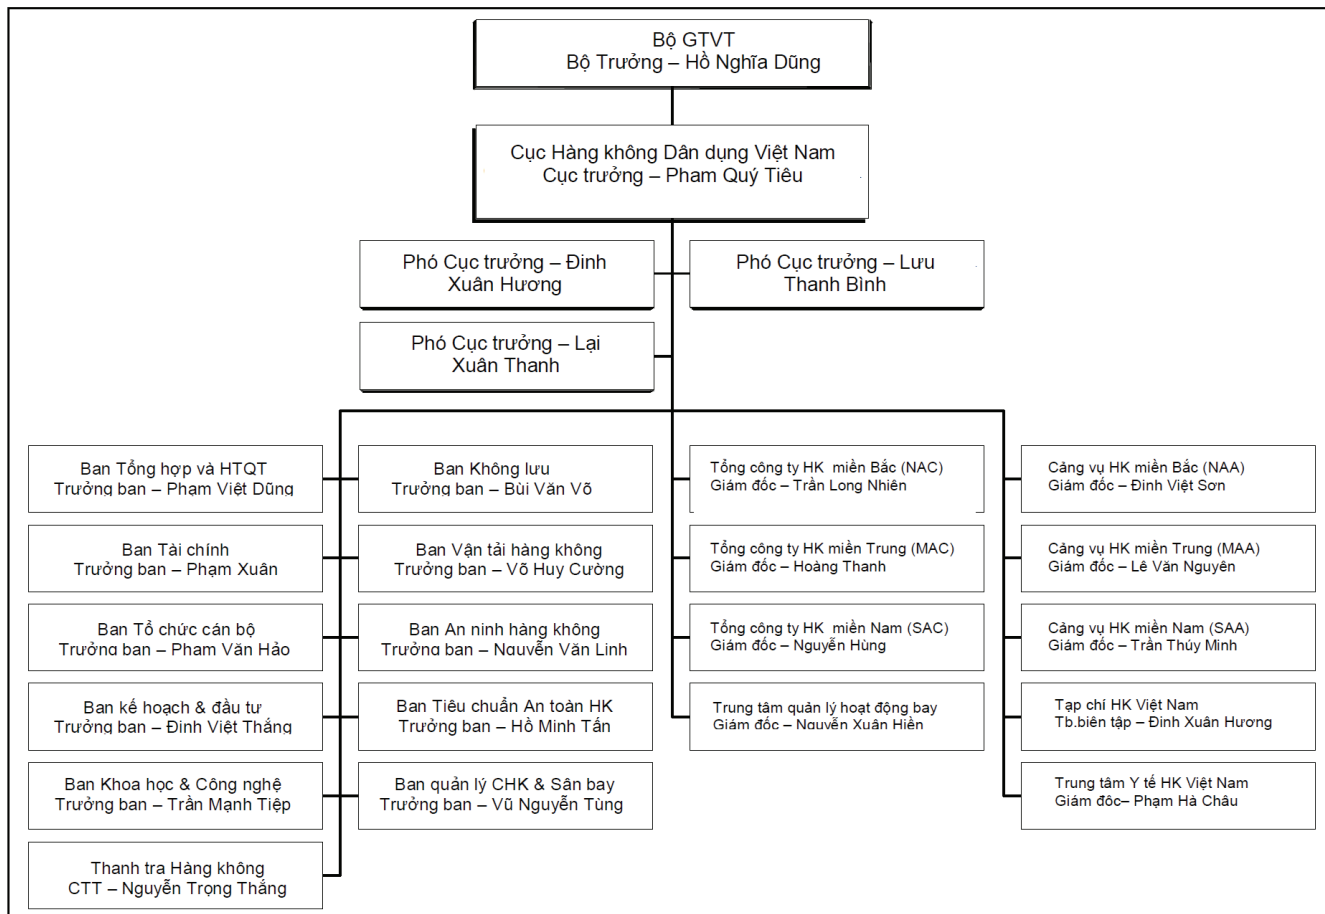 Bộ GTVT
Bộ Trưởng – Hồ Nghĩa Dũng
Cục Hàng không Dân dụng Việt Nam
Cục trưởng – Pham Quý Tiêu
Phó Cục trưởng – Đinh
Xuân Hương
Phó Cục trưởng – Lưu
Thanh Bình
Phó Cục trưởng – Lại
Xuân Thanh
Ban Tổng hợp và HTQT
Trưởng ban – Phạm Việt Dũng
Ban Không lưu
Trưởng ban – Bùi Văn Võ
Tổng công ty HK miền Bắc (NAC)
Giám đốc – Trần Long Nhiên
Cảng vụ HK miền Bắc (NAA)
Giám đốc – Đinh Việt Sơn
Ban Tài chính
Trưởng ban – Phạm Xuân
Ban Vận tải hàng không
Trưởng ban – Võ Huy Cường
Tổng công ty HK miền Trung (MAC)
Giám đốc – Hoàng Thanh
Cảng vụ HK miền Trung (MAA)
Giám đốc – Lê Văn Nguyên
Ban Tổ chức cán bộ
Trưởng ban – Pham Văn Hảo
Ban An ninh hàng không
Trưởng ban – Nguyễn Văn Linh
Tổng công ty HK miền Nam (SAC)
Giám đốc – Nguyễn Hùng
Cảng vụ HK miền Nam (SAA)
Giám đốc – Trần Thúy Minh
Ban kế hoạch & đầu tư
Trưởng ban – Đinh Việt Thắng
Ban Tiêu chuẩn An toàn HK
Trưởng ban – Hồ Minh Tấn
Trung tâm quản lý hoạt động bay
Giám đốc – Nguyễn Xuân Hiền
Tạp chí HK Việt Nam
Tb.biên tập – Đinh Xuân Hương
Ban Khoa học & Công nghệ
Trưởng ban – Trần Mạnh Tiệp
Ban quản lý CHK & Sân bay
Trưởng ban – Vũ Nguyên Tùng
Trung tâm Y tế HK Việt Nam
Giám đôc– Phạm Hà Châu
Thanh tra Hàng không
CTT – Nguyễn Trọng Thắng